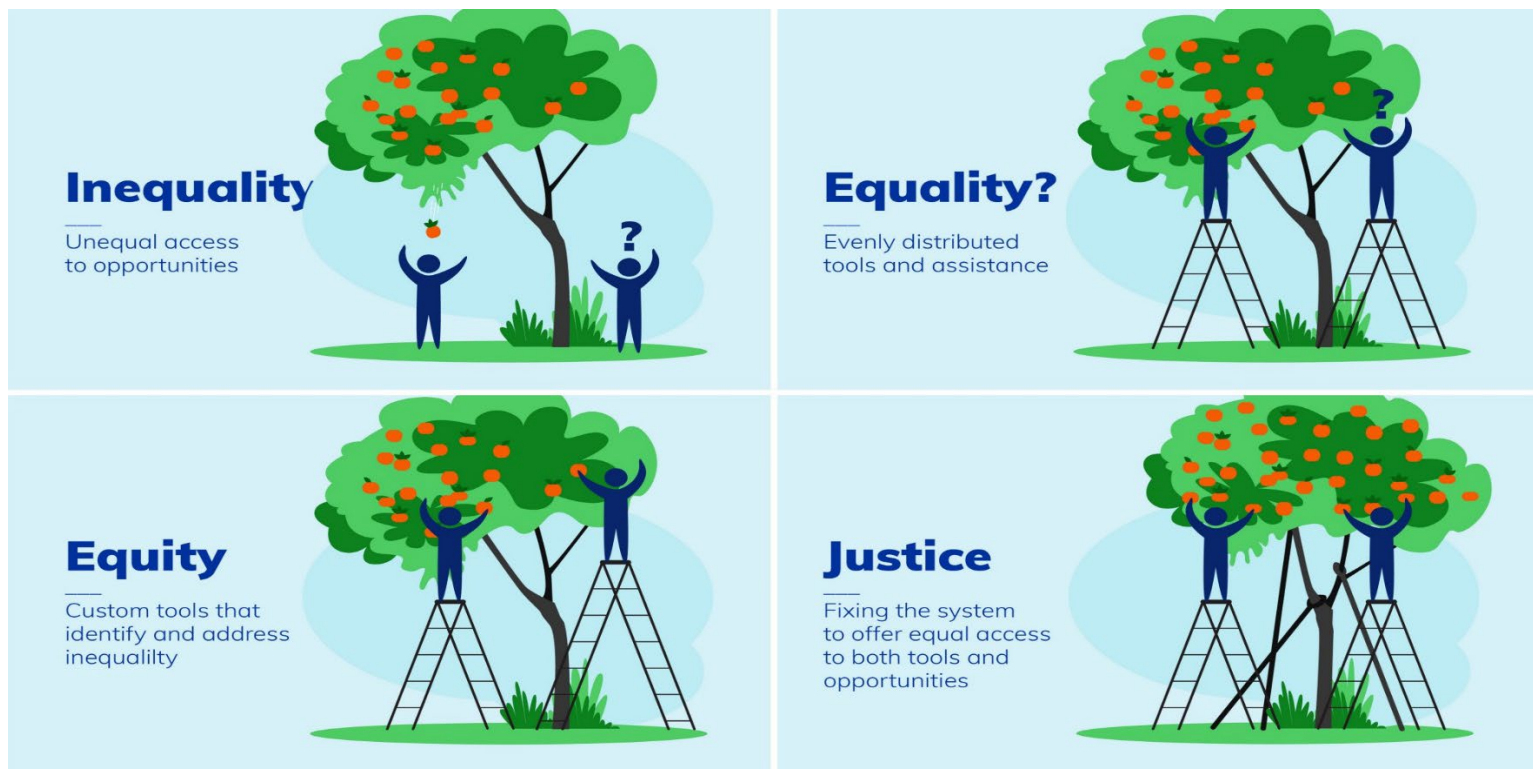 Inequality
Unequal access
to opportunities
?
Equality?
Evenly distributed
tools and assistance
?
Equity
Custom tools that
identify and address
inequalilty
Justice
Fixing the system
to offer equal access
to both tools and
opportunities